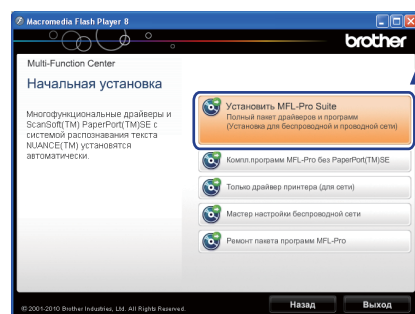 Macromedia Flash Player 8
brother
Multi-Function Center
Начальная установка
Многофункциональные драйверы и
ScanSoft(TM) PaperPort(TM)SE с
системой распознавания текста
NUANCE(TM) установятся
автоматически.
Установить MFL-Pro Suite
Полный пакет драйверов и программ
(Установка для беспроводной и проводной сети)
Компл.программ MFL-Pro без PaperPort(TM)SE
Только драйвер принтера (для сети)
Мастер настройки беспроводной сети
Ремонт пакета программ MFL-Pro
© 2001-2010 Brother Industries, Ltd. All Rights Reserved.
Назад
Выход